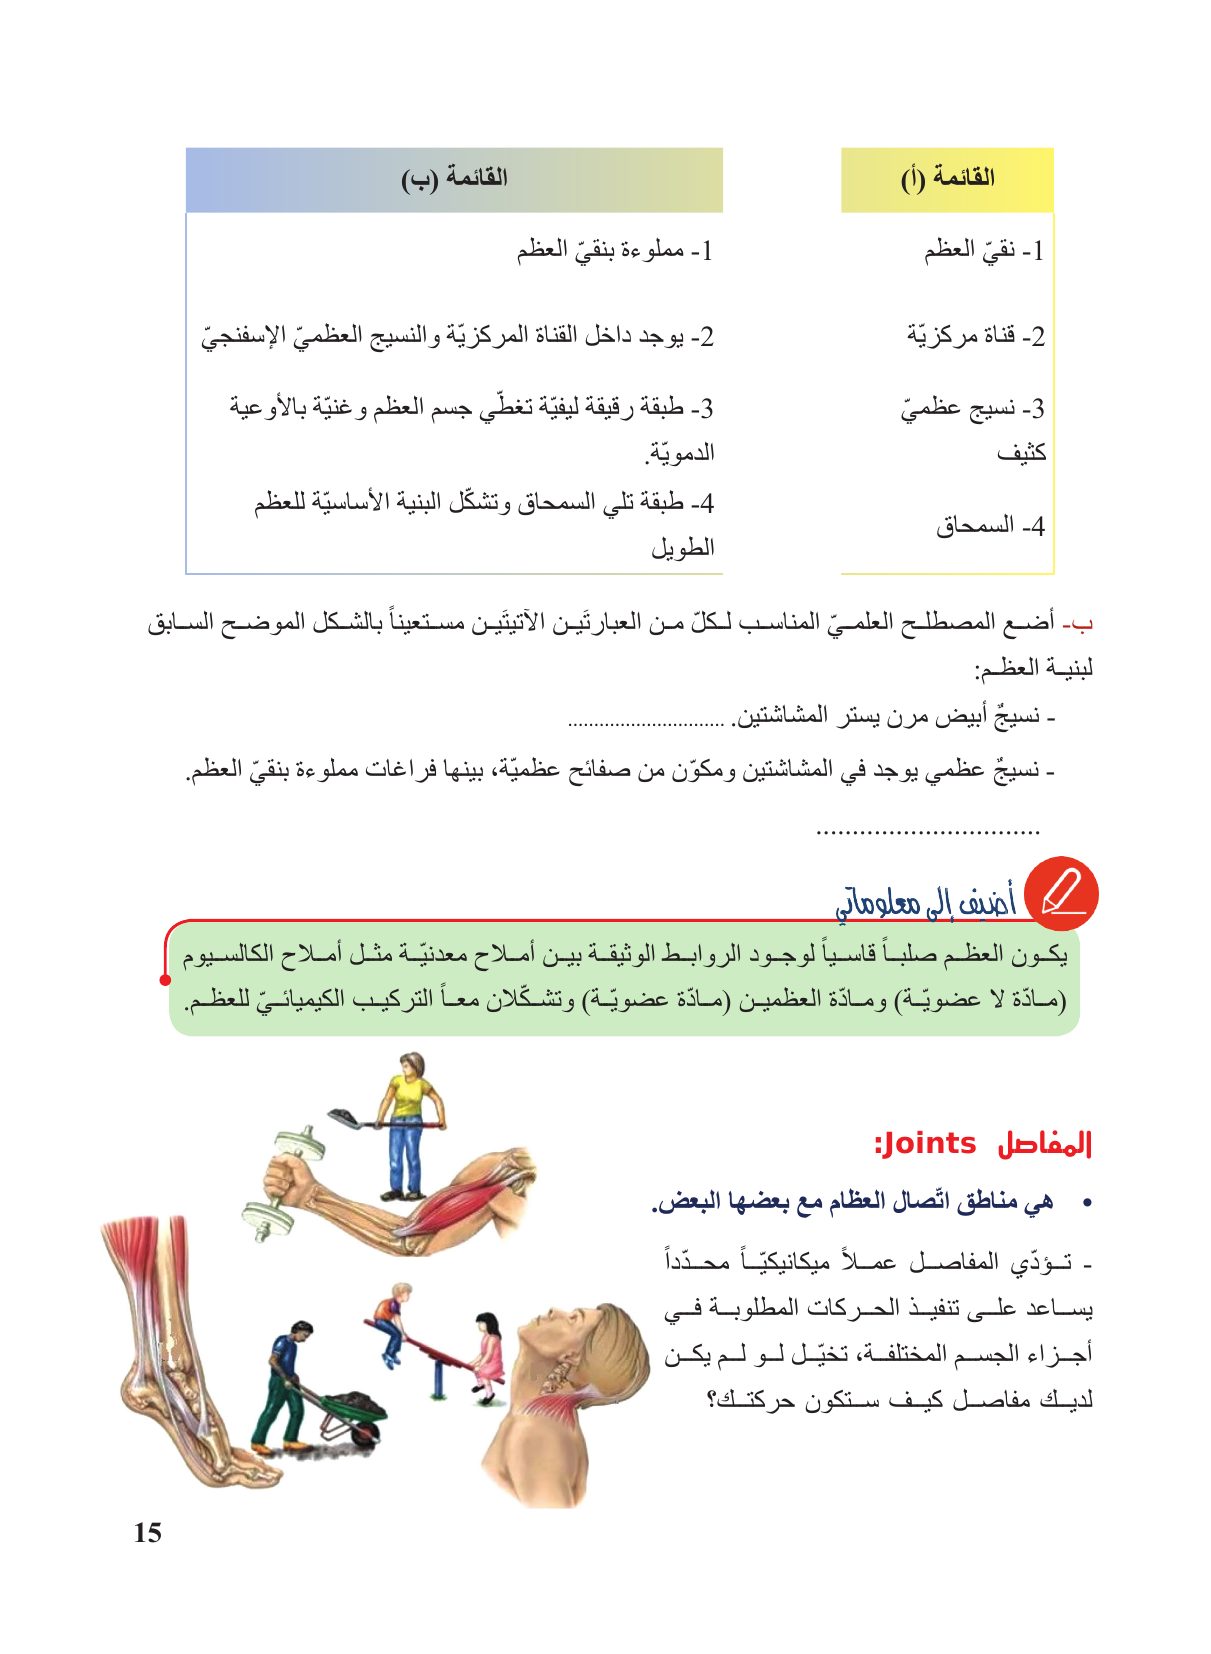 القائمة (أ)
القائمة (ب)
1- نقيّ العظم
1- مملوءة بنقيّ العظم
2- قناة مركزيّة
2- يوجد داخل القناة المركزيّة والنسيج العظميّ الإسفنجيّ
3- نسيج عظميّ
كثيف
3- طبقة رقيقة ليفيّة تغطّي جسم العظم وغنيّة بالأوعية
الدمويّة.
4- السمحاق
4- طبقة تلي السمحاق وتشكّل البنية الأساسيّة للعظم
الطويل
ب- أضع المصطلح العلميّ المناسب لكلّ من العبارتَين الآتيتَين مستعيناً بالشكل الموضح السابق
لبنية العظم:
- نسيجٌ أبيض مرن يستر المشاشتين. ..............................
- نسيجٌ عظمي يوجد في المشاشتين ومكوّن من صفائح عظميّة، بينها فراغات مملوءة بنقيّ العظم.
...............................
أضيف إلى معلوماتي
يكون العظم صلباً قاسياً لوجود الروابط الوثيقة بين أملاح معدنيّة مثل أملاح الكالسيوم
(مادّة لا عضويّة) ومادّة العظمين (مادّة عضويّة) وتشكّلان معاً التركيب الكيميائيّ للعظم.
المفاصل Joints:
• هي مناطق اتّصال العظام مع بعضها البعض.
- تؤدّي المفاصل عملاً ميكانيكيّاً محدّداً
يساعد على تنفيذ الحركات المطلوبة في
أجزاء الجسم المختلفة، تخيّل لو لم يكن
لديك مفاصل كيف ستكون حركتك؟
15